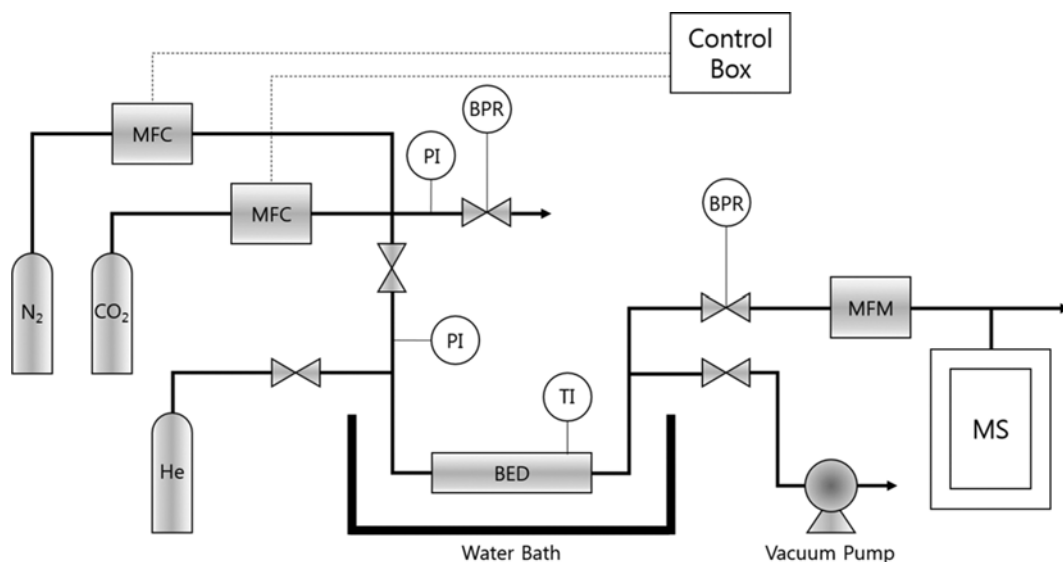 Control
Box
MFC
BPR
PI
MFC
BPR
N₂
CO₂
MFM
PI
TI
MS
He
BED
Water Bath
Vacuum Pump